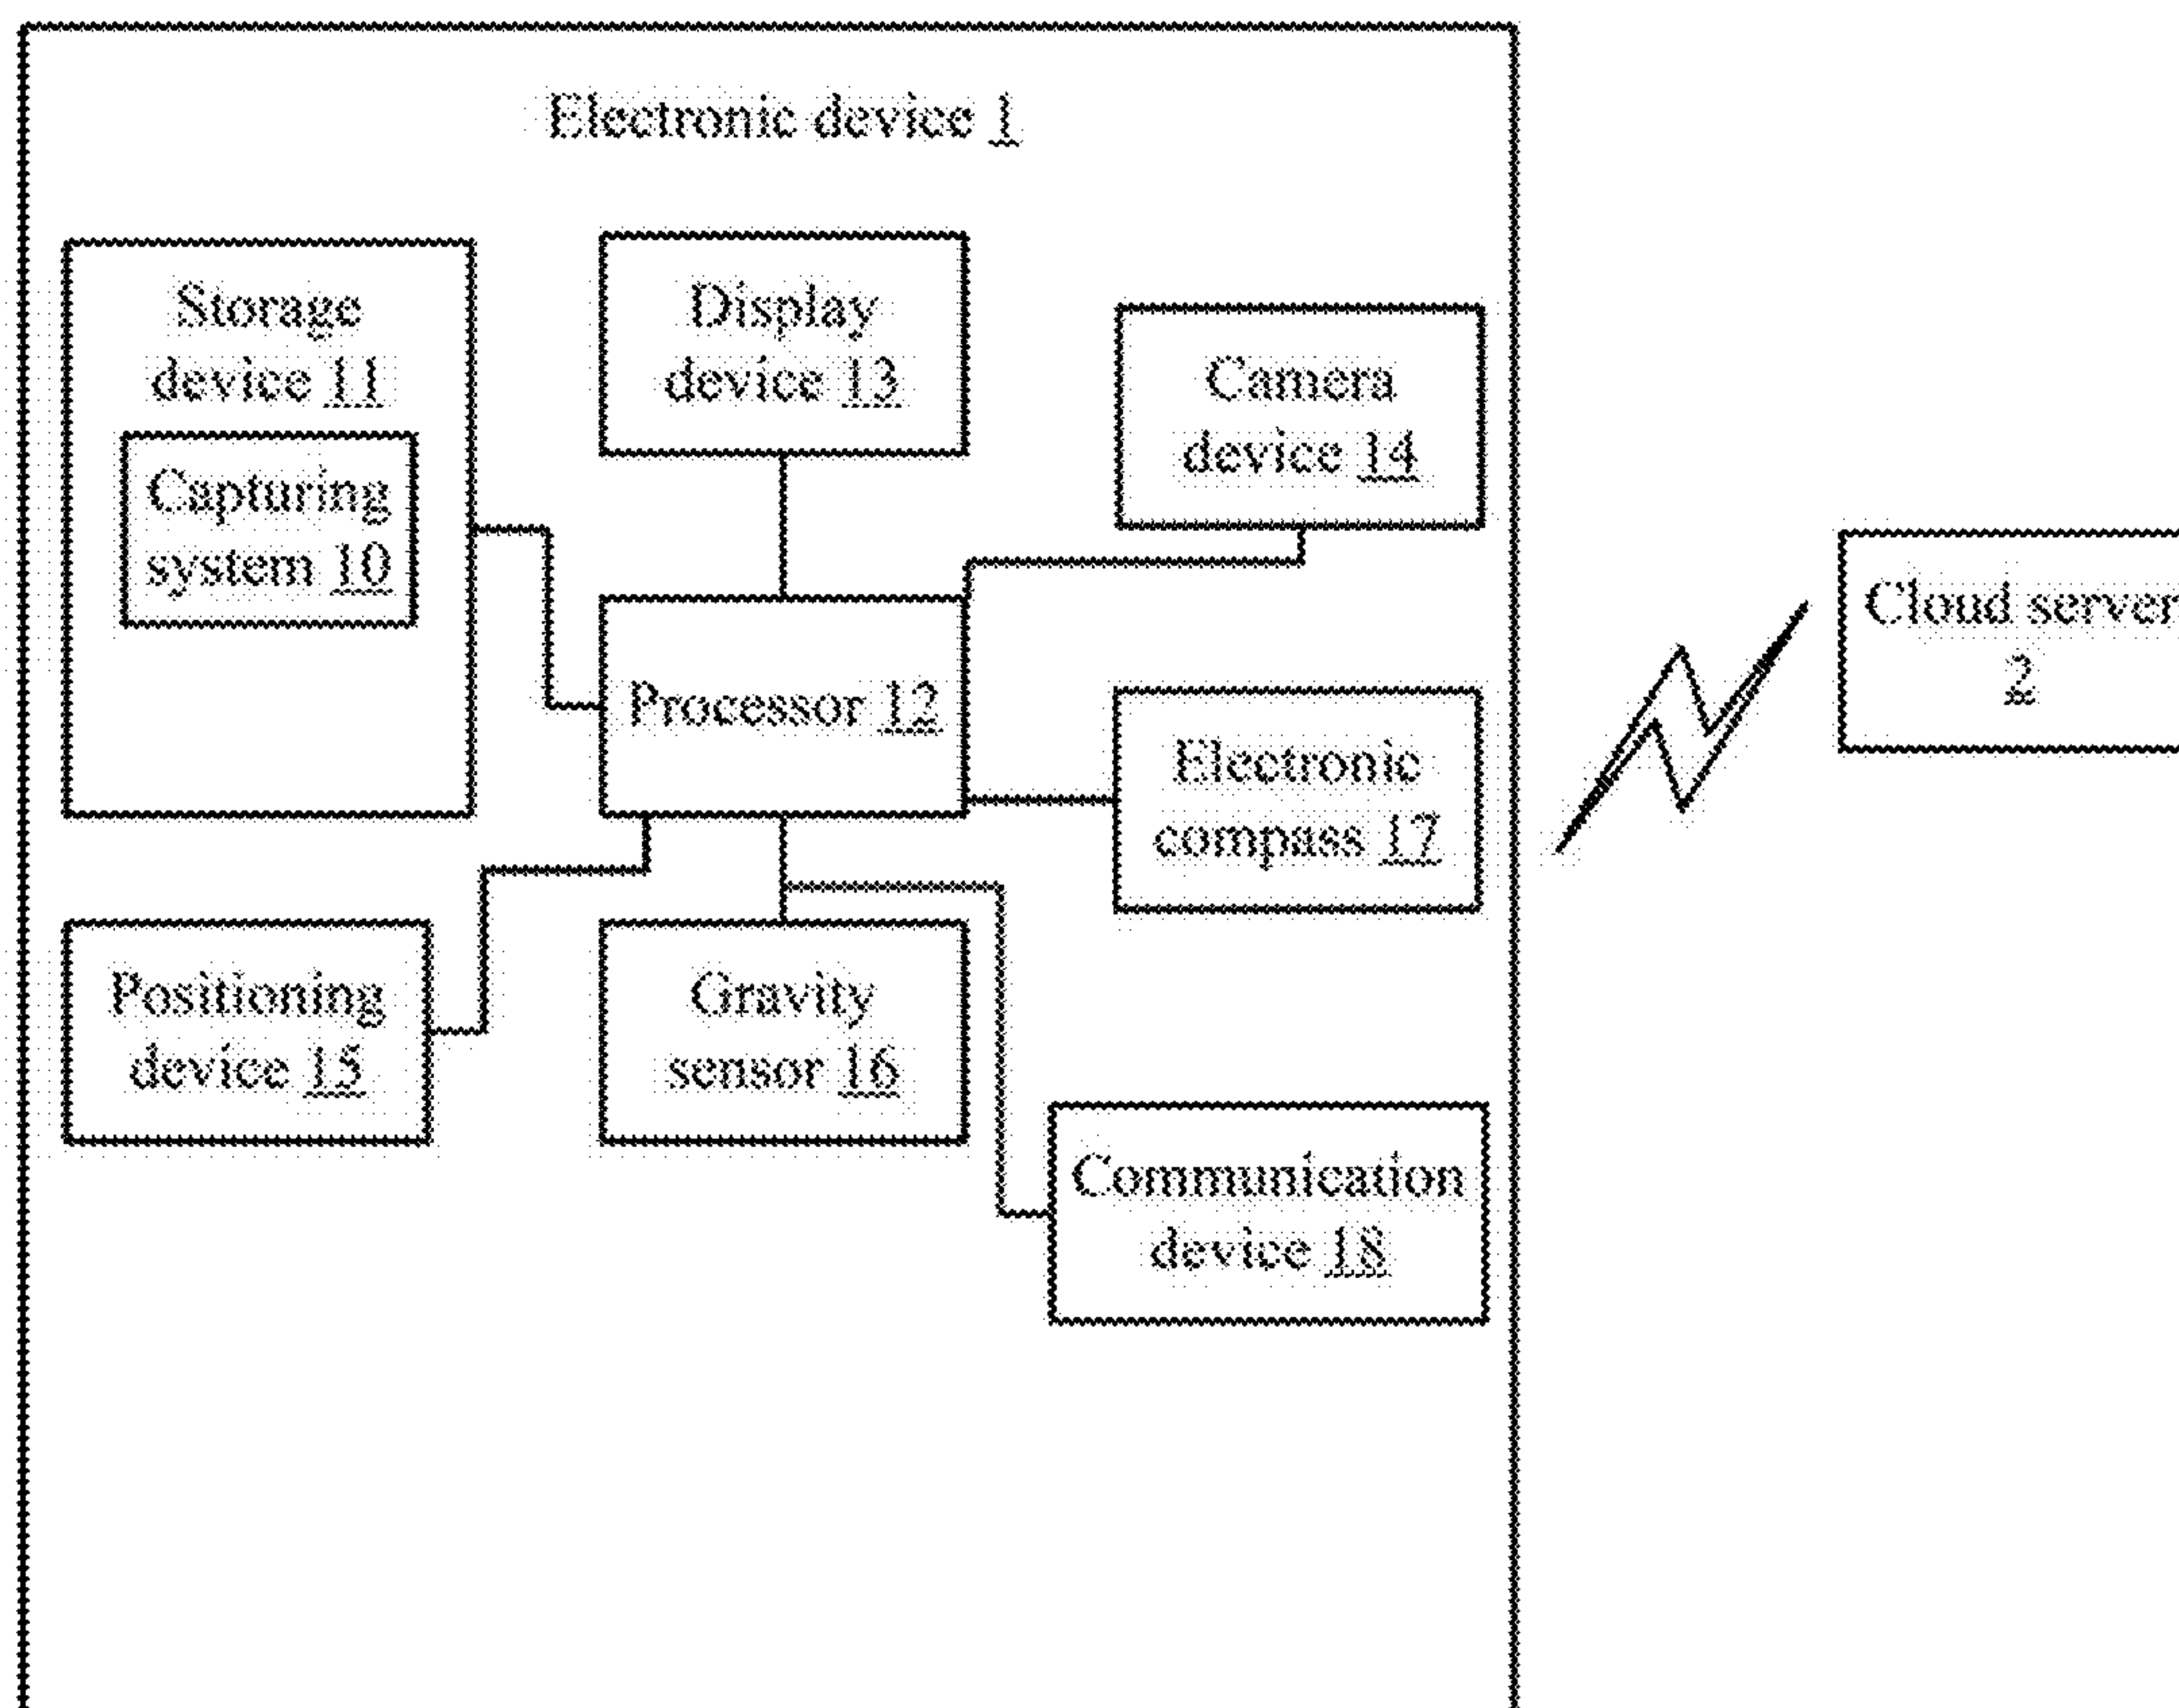 Electronic device 1
Storage
device 11
Capturing
system 10
Display
device 13
Camera
device 14
Processor 12
Electronic
compass 17
Positioning
device 15
Gravity
sensor 16
Communication
device 18
Cloud server
2